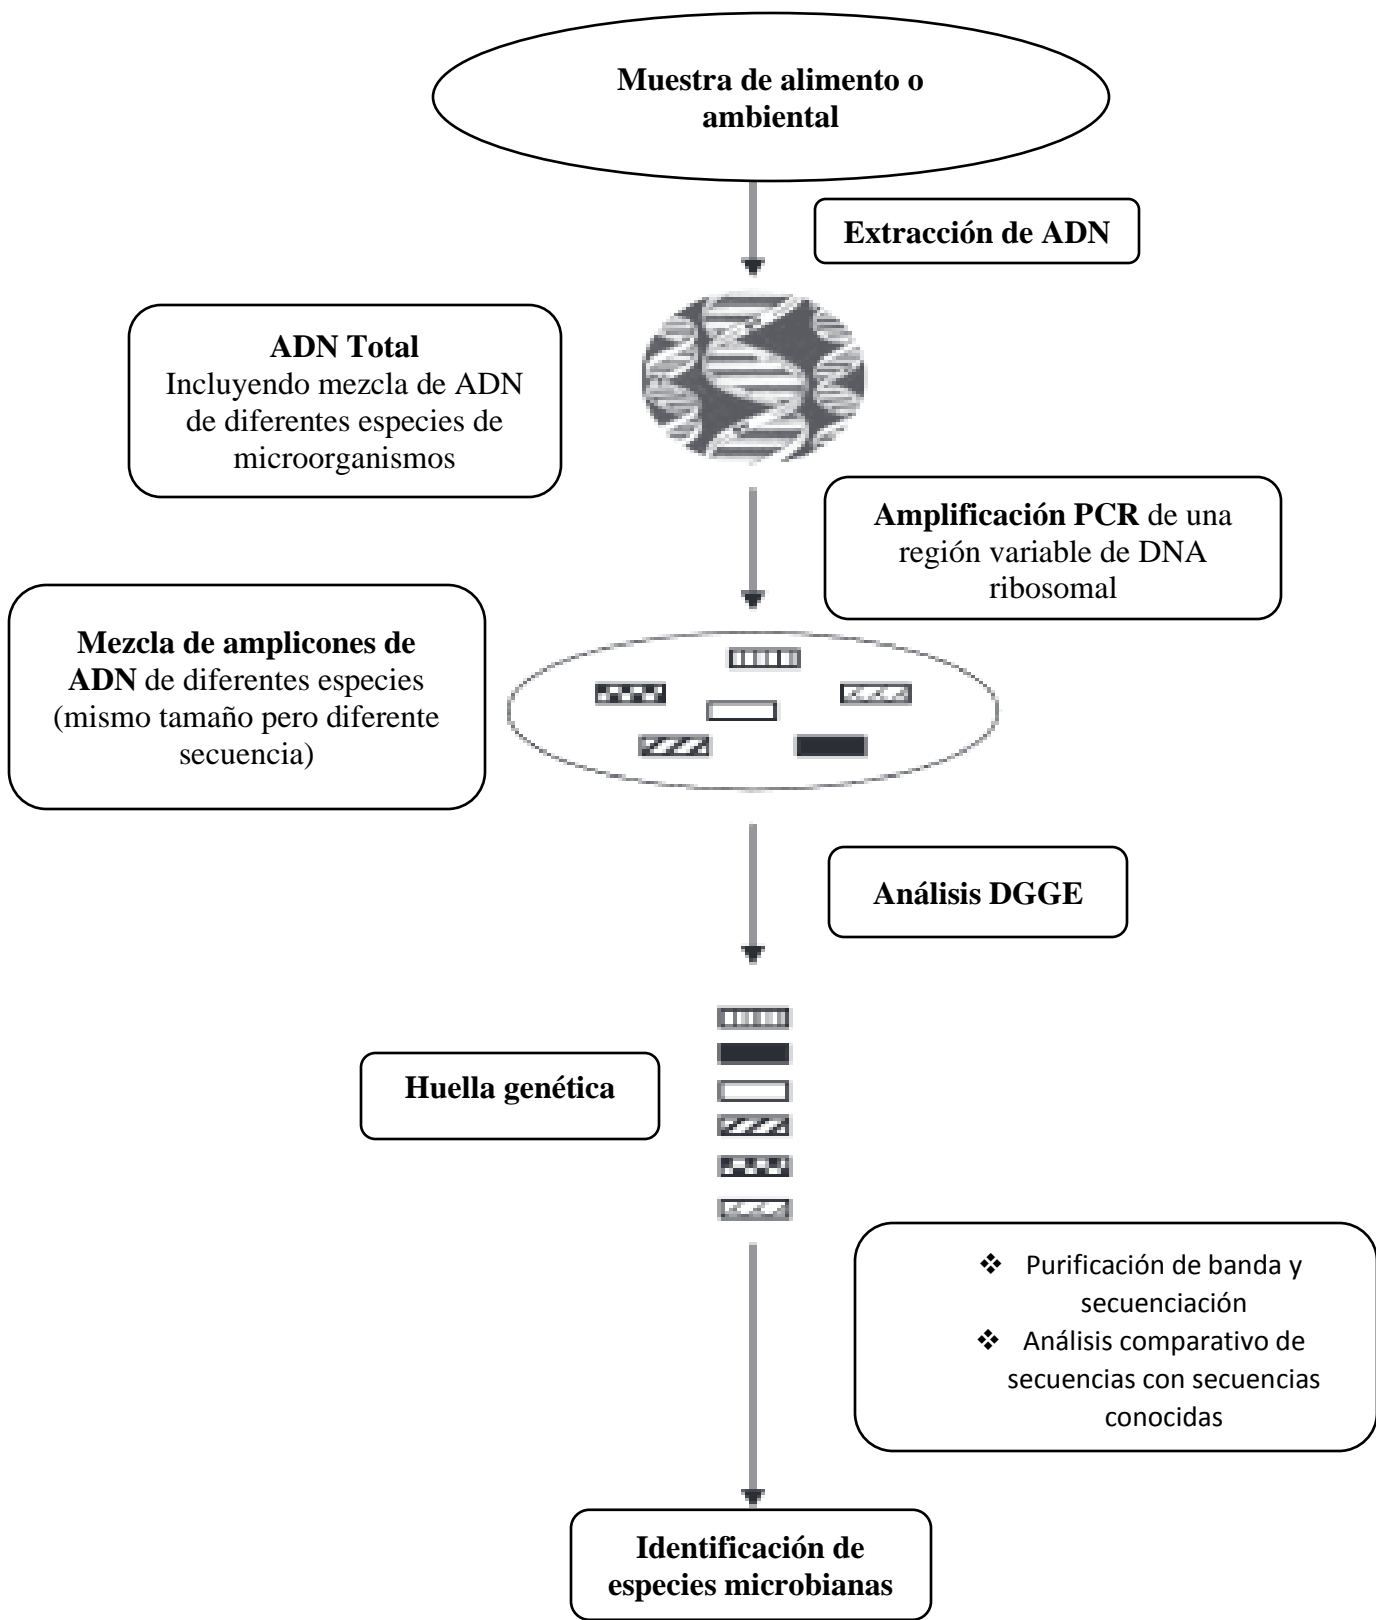 Muestra de alimento o
ambiental
Extracción de ADN
ADN Total
Incluyendo mezcla de ADN
de diferentes especies de
microorganismos
Amplificación PCR de una
región variable de DNA
ribosomal
Mezcla de amplicones de
ADN de diferentes especies
(mismo tamaño pero diferente
secuencia)
Análisis DGGE
Huella genética
❖ Purificación de banda y
secuenciación
❖ Análisis comparativo de
secuencias con secuencias
conocidas
Identificación de
especies microbianas